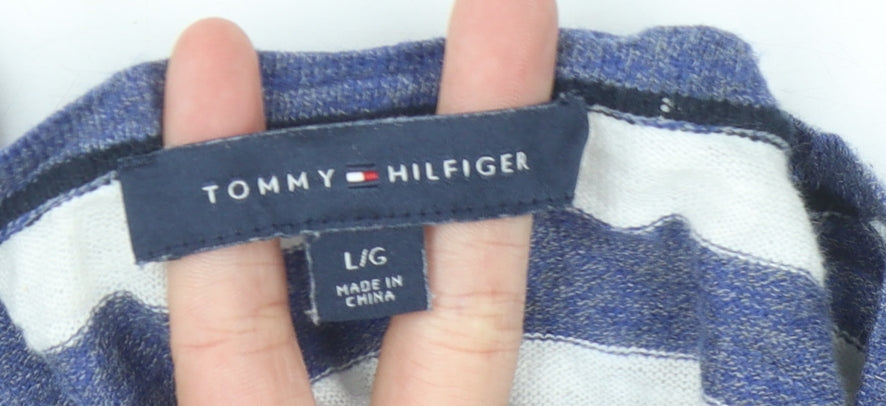 TOMMY HILFIGER
L/G
MADE IN
CHINA